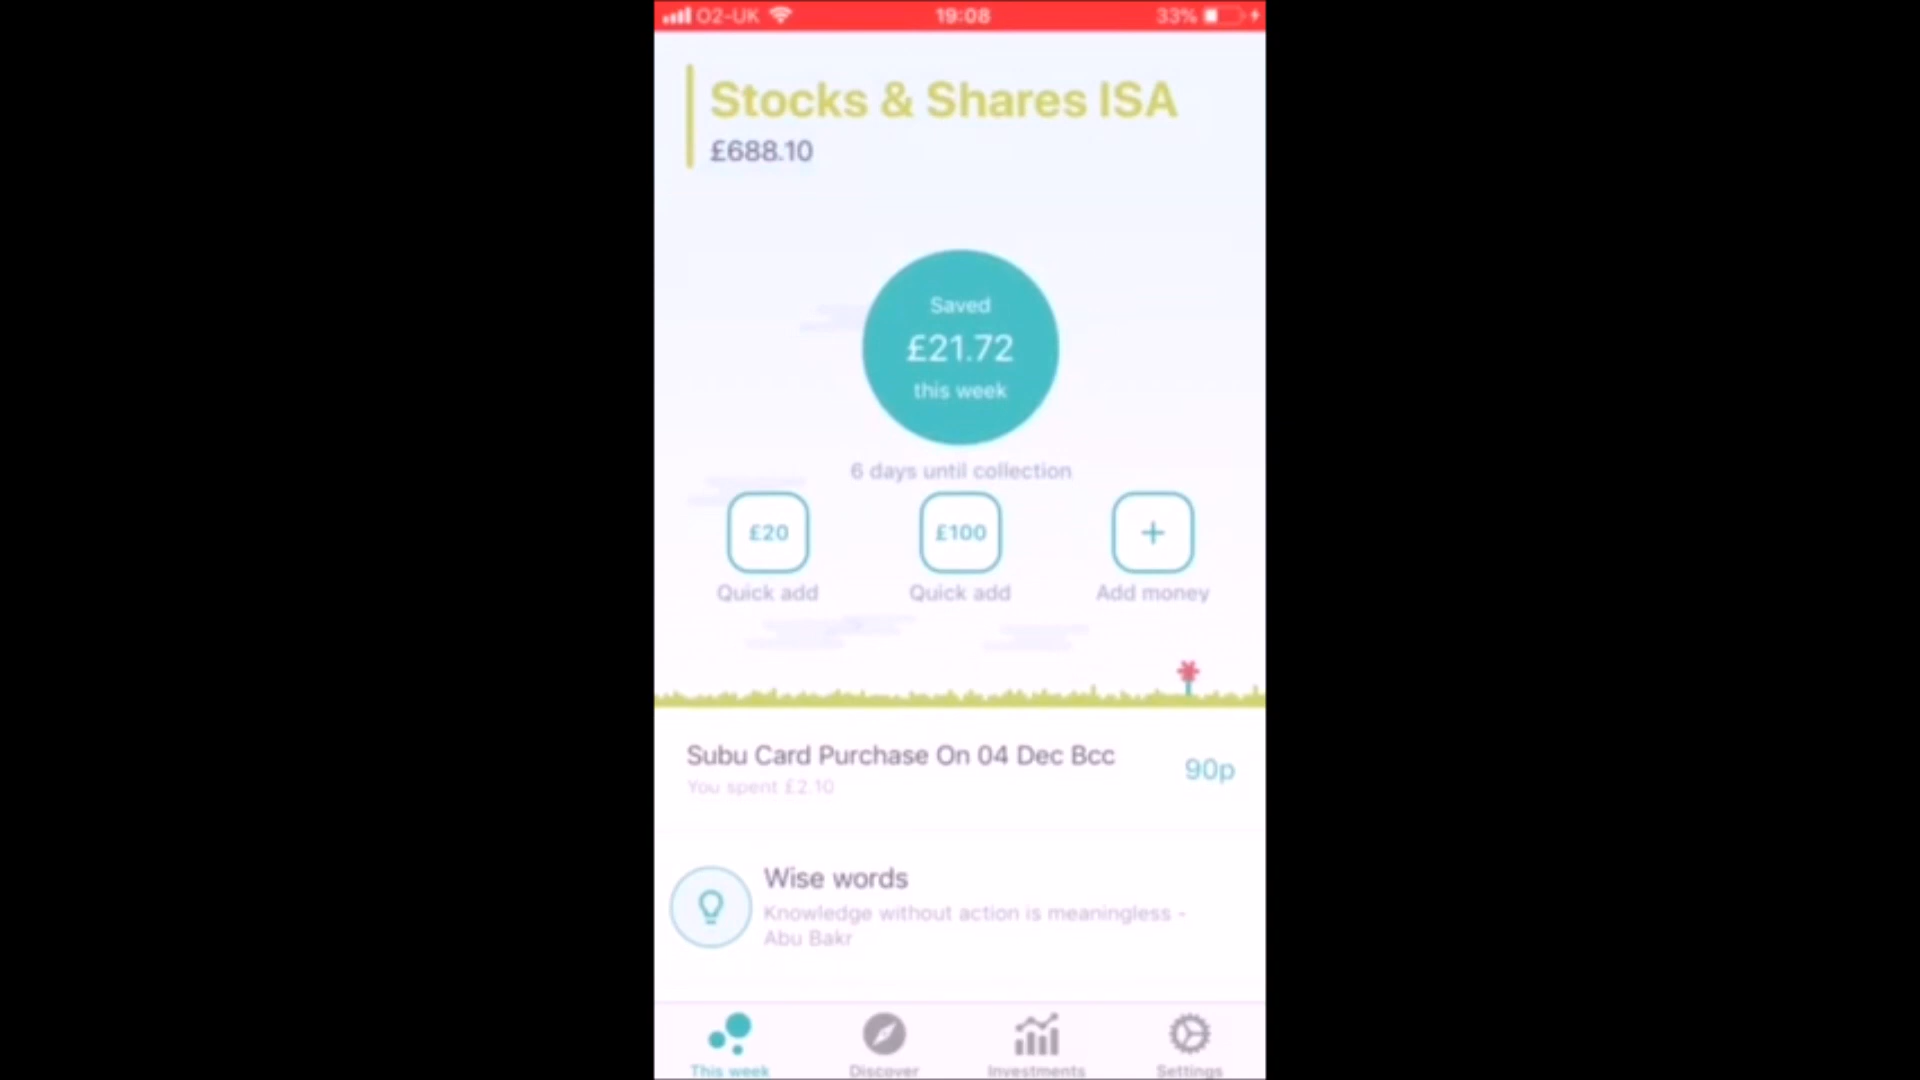 O2-UK 19:08 33%
Stocks & Shares ISA
£688.10
Saved
£21.72
this week
6 days until collection
£20 £100 +
Quick add Quick add Add money
Subu Card Purchase On 04 Dec Bcc
90p
You spent £2.10
Wise words
Knowledge without action is meaningless -
Abu Bakr
This week Discover Investments Settings